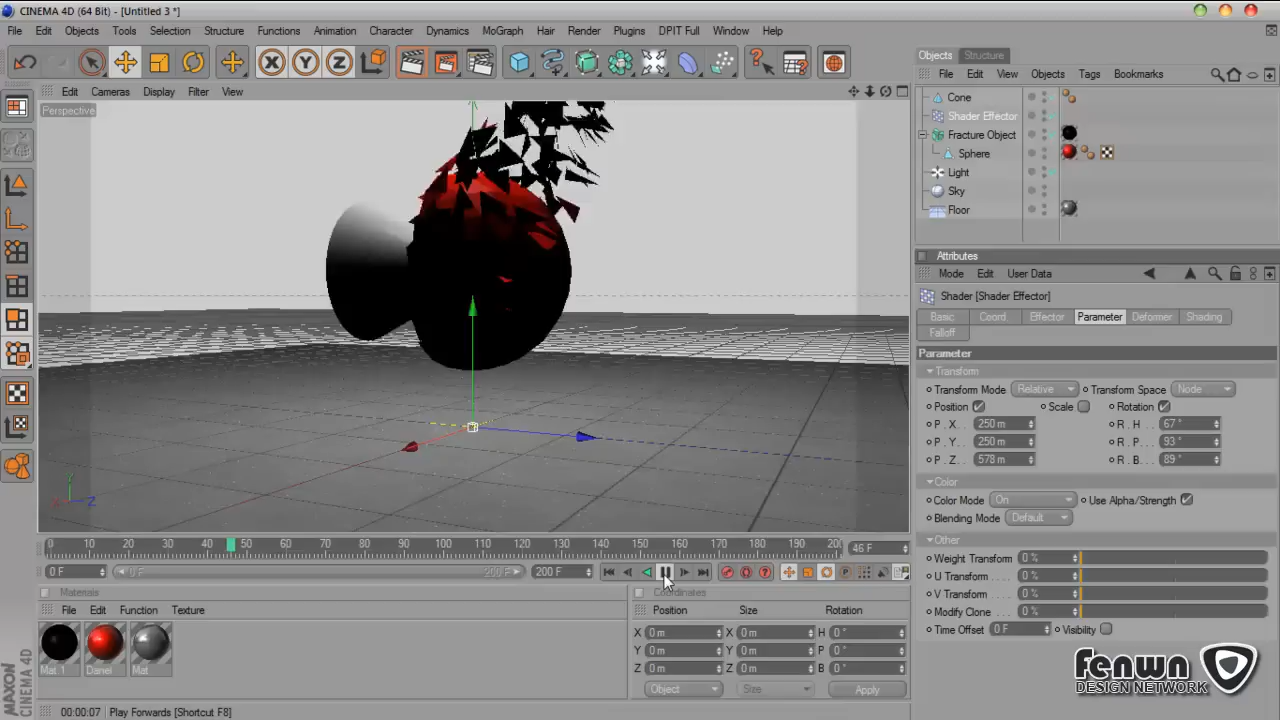 CINEMA 4D (64 Bit) - [Untitled 3 *]
File Edit Objects Tools Selection Structure Functions Animation Character Dynamics MoGraph Hair Render Plugins DPIT Full Window Help
Objects Structure
File Edit View Objects Tags Bookmarks
Edit Cameras Display Filter View
Perspective
Cone
Shader Effector
Fracture Object
Sphere
Light
Sky
Floor
Attributes
Mode Edit User Data
Shader [Shader Effector]
Basic Coord. Effector Parameter Deformer Shading
Falloff
Parameter
Transform
Transform Mode Relative Transform Space Node
Position Scale Rotation
P . X 250 m R . H 67 °
P . Y 250 m R . P 93 °
P . Z 578 m R . B 89 °
Color
Color Mode On Use Alpha/Strength
Blending Mode Default
Other
Weight Transform 0 %
U Transform 0 %
V Transform 0 %
Modify Clone 0 %
Time Offset 0 F Visibility
Y
X Z
0 10 20 30 40 50 60 70 80 90 100 110 120 130 140 150 160 170 180 190 200
46 F
0 F 0 F 200 F 200 F
Materials
File Edit Function Texture
Mat 1 Daniel Mat
Coordinates
Position Size Rotation
X 0 m X 0 m H 0 °
Y 0 m Y 0 m P 0 °
Z 0 m Z 0 m B 0 °
Object Size Apply
MAXON
CINEMA 4D
00:00:07 Play Forwards [Shortcut F8]
fenwn
DESIGN NETWORK